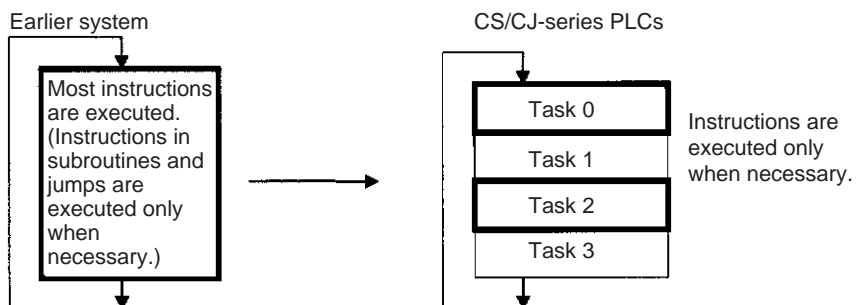 Earlier system
Most instructions
are executed.
(Instructions in
subroutines and
jumps are
executed only
when
necessary.)
CS/CJ-series PLCs
Task 0
Task 1
Task 2
Task 3
Instructions are
executed only
when necessary.